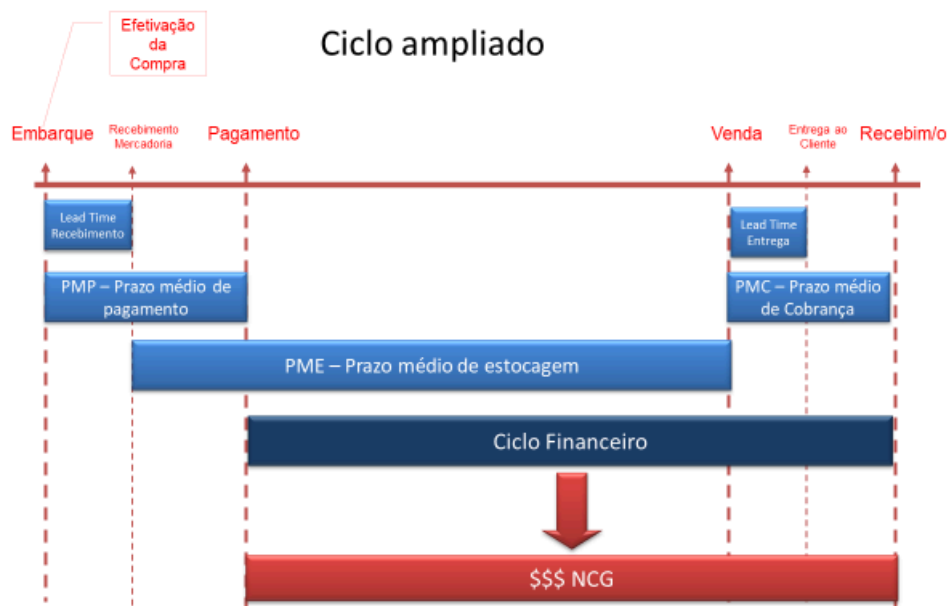 Efetivação
da
Compra
Ciclo ampliado
Embarque
Recebimento
Mercadoria
Pagamento
Venda
Entrega ao
Cliente
Recebim/o
Lead Time
Recebimento
Lead Time
Entrega
PMP – Prazo médio de
pagamento
PMC – Prazo médio
de Cobrança
PME – Prazo médio de estocagem
Ciclo Financeiro
$$$ NCG